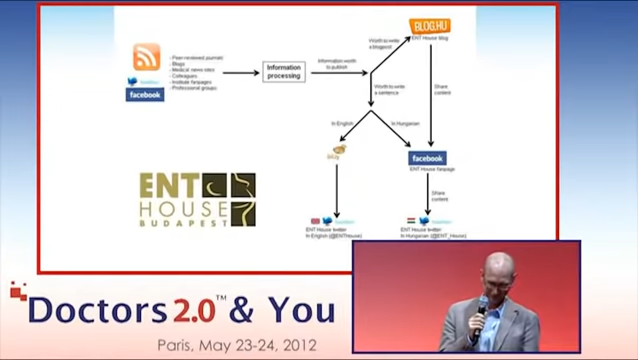 BLOG.HU
ENT House blog
- Peer-reviewed journals
- Blogs
- Medical news sites
- Colleagues
- Institute fanpages
- Professional groups
facebook
Information
processing
Information worth
to publish
Worth to write
a blogpost
Worth to write
a sentence
Share
content
In English
In Hungarian
bit.ly
facebook
ENT House fanpage
Share
content
ENT House twitter
In English (@ENTHouse)
ENT House twitter
In Hungarian (@ENT_House)
ENT
HOUSE
BUDAPEST
Doctors 2.0™ & You
Paris, May 23-24, 2012